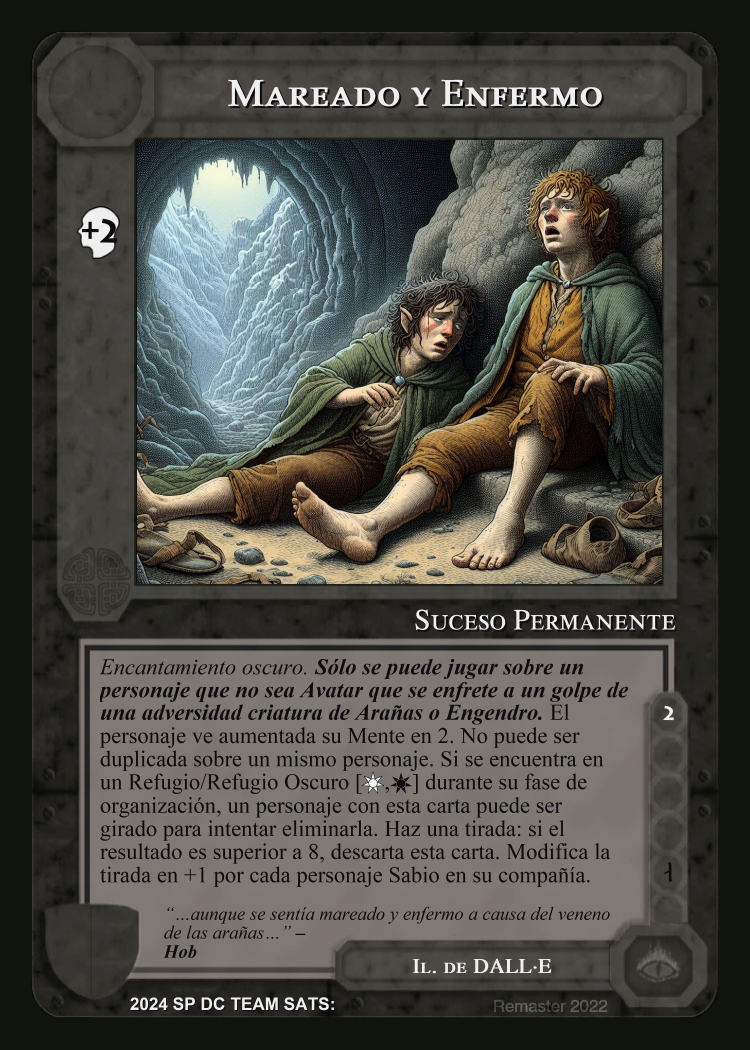 Mareado y Enfermo
+2
Suceso Permanente
Encantamiento oscuro. Sólo se puede jugar sobre un
personaje que no sea Avatar que se enfrete a un golpe de
una adversidad criatura de Arañas o Engendro. El
personaje ve aumentada su Mente en 2. No puede ser
duplicada sobre un mismo personaje. Si se encuentra en
un Refugio/Refugio Oscuro [☀,☀] durante su fase de
organización, un personaje con esta carta puede ser
girado para intentar eliminarla. Haz una tirada: si el
resultado es superior a 8, descarta esta carta. Modifica la
tirada en +1 por cada personaje Sabio en su compañía.
2
“…aunque se sentía mareado y enfermo a causa del veneno
de las arañas…” –
Hob
Il. de DALL·E
2024 SP DC TEAM SATS:
Remaster 2022